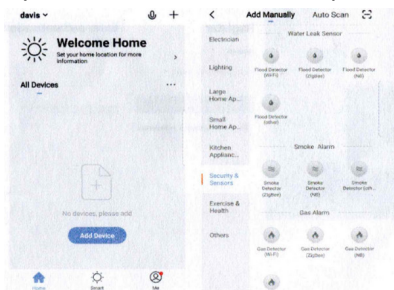 davis
Welcome Home
Set your home location for more
information
All Devices
No devices, please add
Add Device
Home
Smart
Me
Add Manually
Auto Scan
Electrician
Lighting
Large
Home Ap...
Small
Home Ap...
Kitchen
Applianc...
Security &
Sensors
Exercise &
Health
Others
Water Leak Sensor
Flood Detector
(Wi-Fi)
Flood Detector
(Zigbee)
Flood Detector
(NB)
Flood Detector
(other)
Smoke Alarm
Smoke
Detector
(Zigbee)
Smoke
Detector
(NB)
Smoke
Detector (oth...
Gas Alarm
Gas Detector
(Wi-Fi)
Gas Detector
(Zigbee)
Gas Detector
(NB)